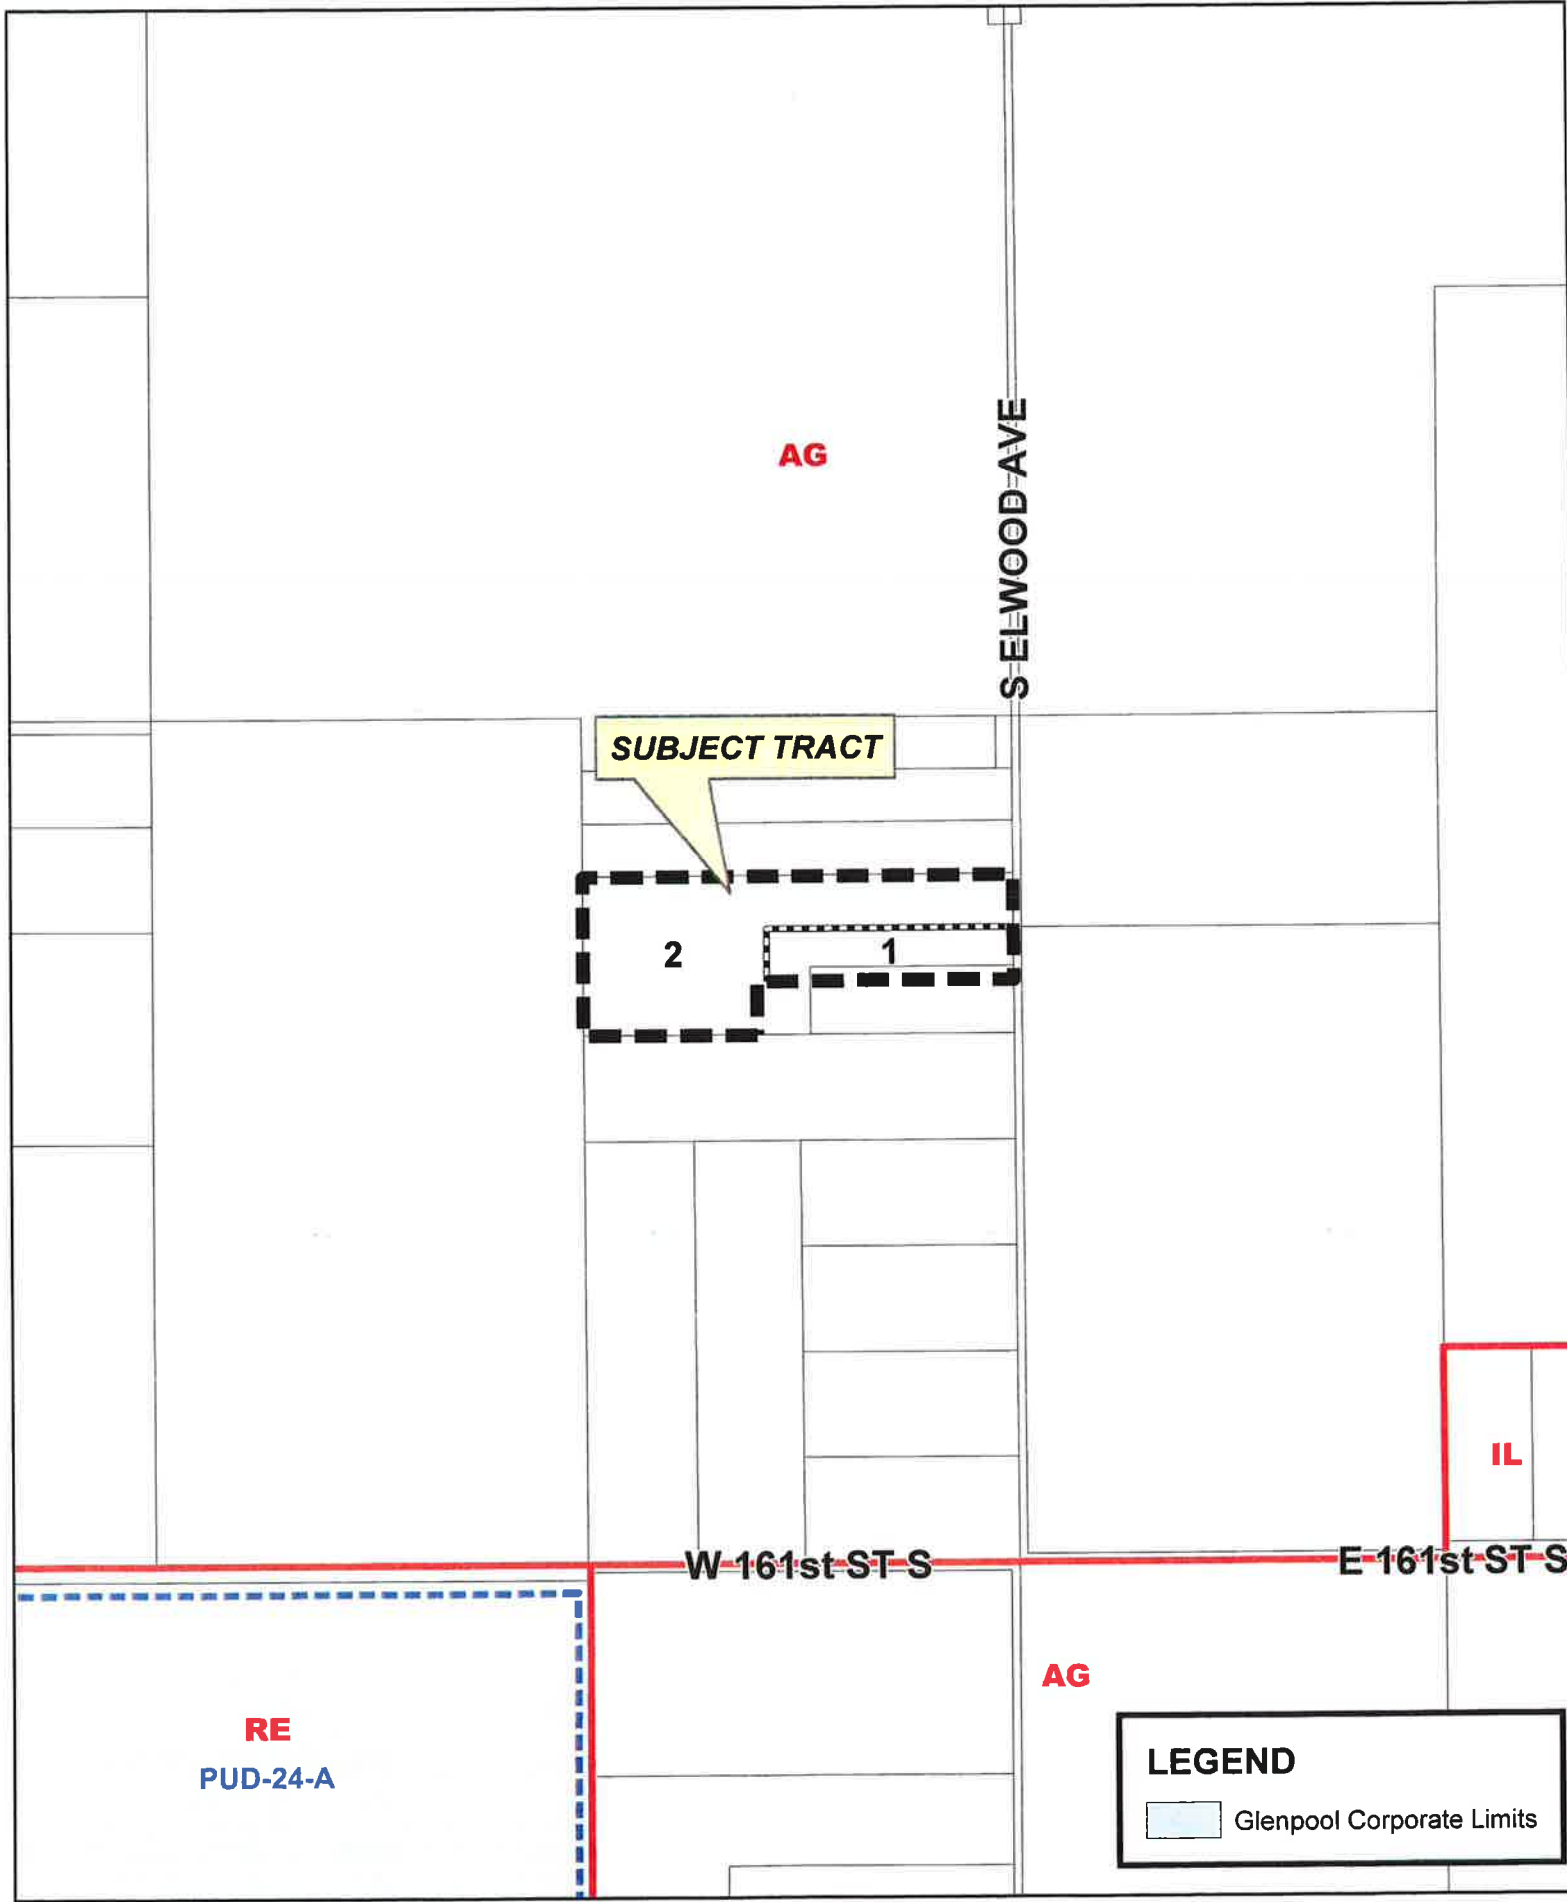 AG
S ELWOOD AVE
SUBJECT TRACT
2
1
IL
W 161st ST S
E 161st ST S
AG
RE
PUD-24-A
LEGEND
Glenpool Corporate Limits